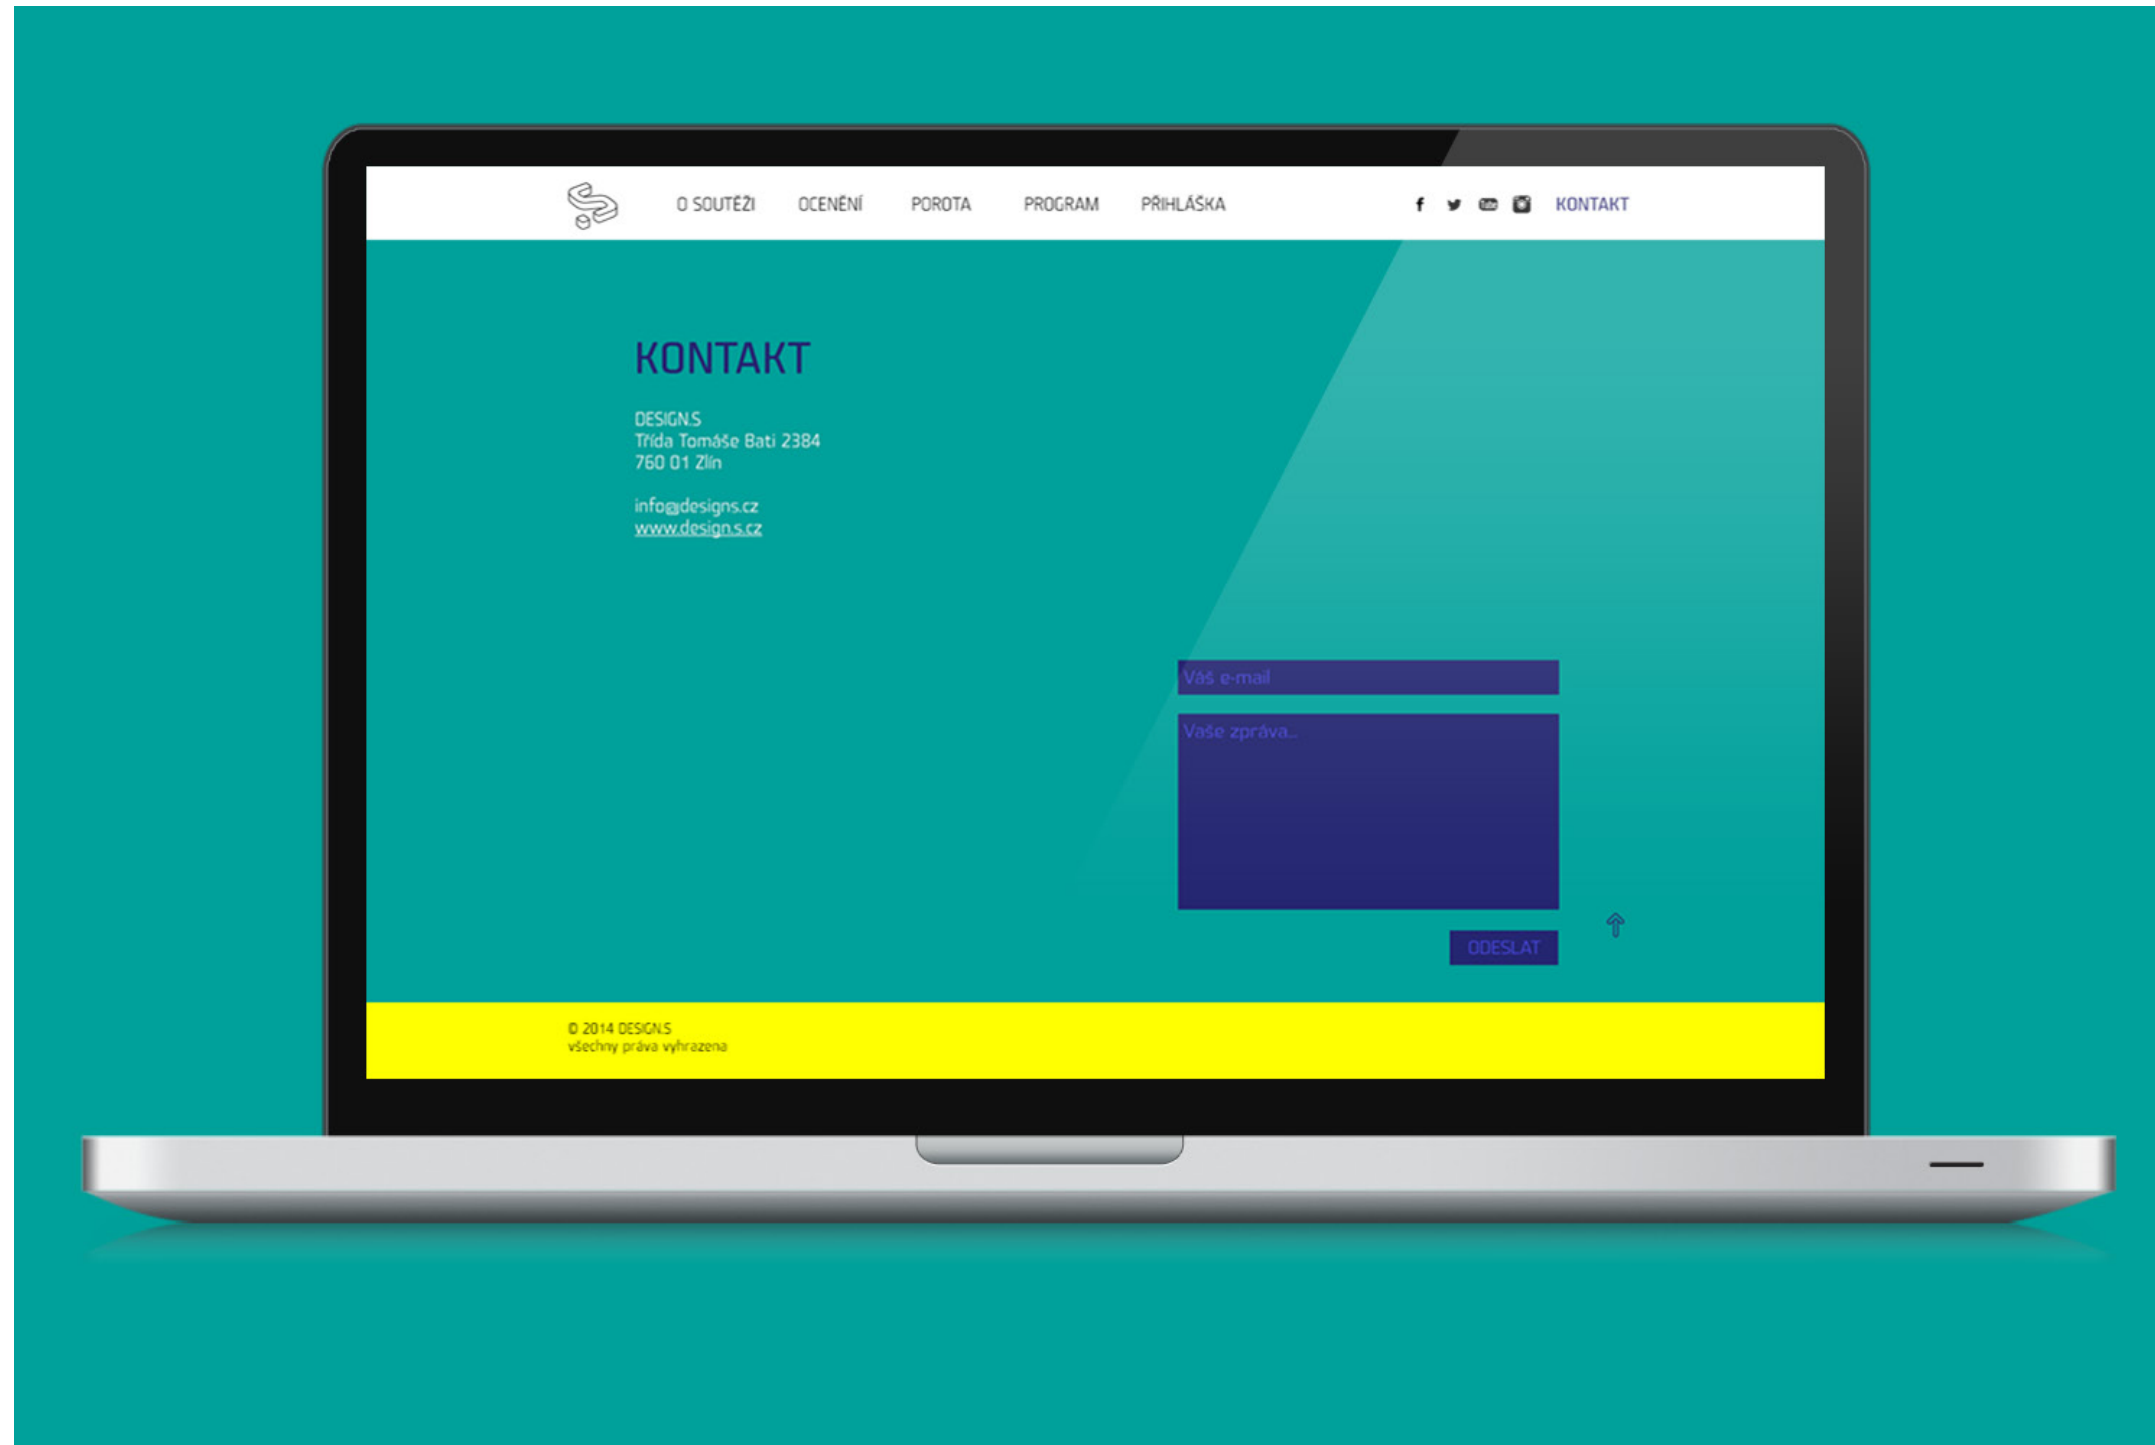 O SOUTĚŽI OCENĚNÍ POROTA PROGRAM PŘIHLÁŠKA KONTAKT
KONTAKT
DESIGN.S
Třída Tomáše Bati 2384
760 01 Zlín
info@designs.cz
www.design.s.cz
Váš e-mail
Vaše zpráva...
ODESLAT
© 2014 DESIGN.S
všechny práva vyhrazena